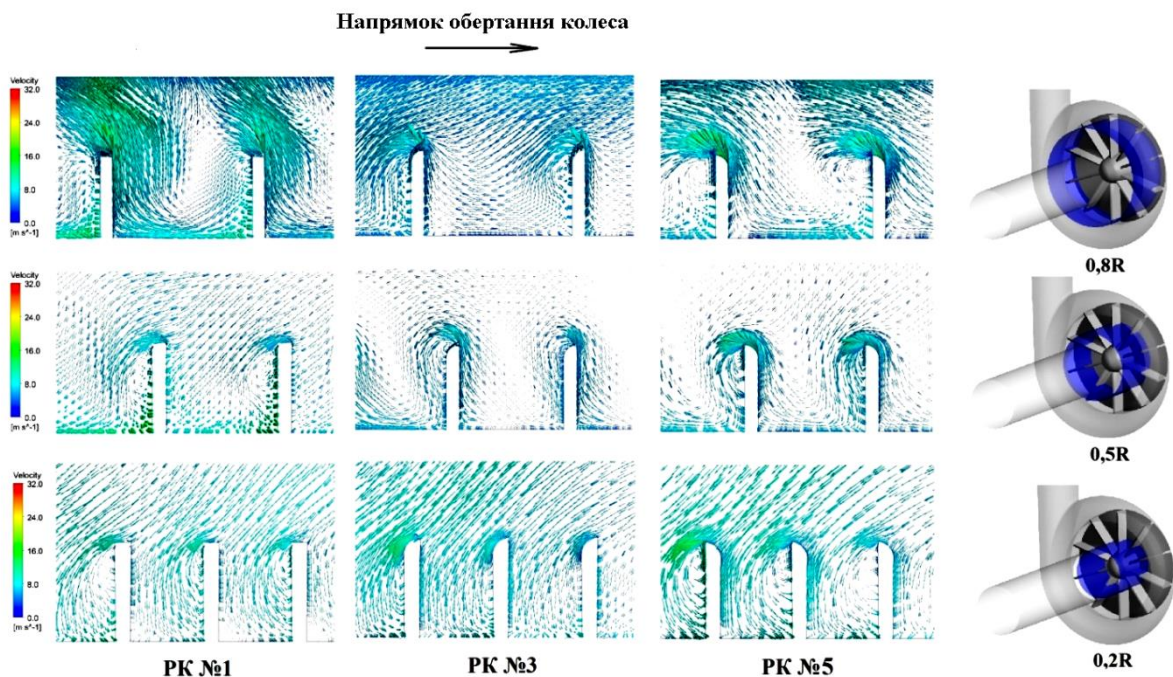 Напрямок обертання колеса
Velocity
32.0
24.0
16.0
8.0
0.0
[m s^-1]
0,8R
Velocity
32.0
24.0
16.0
8.0
0.0
[m s^-1]
0,5R
Velocity
32.0
24.0
16.0
8.0
0.0
[m s^-1]
0,2R
РК №1
РК №3
РК №5